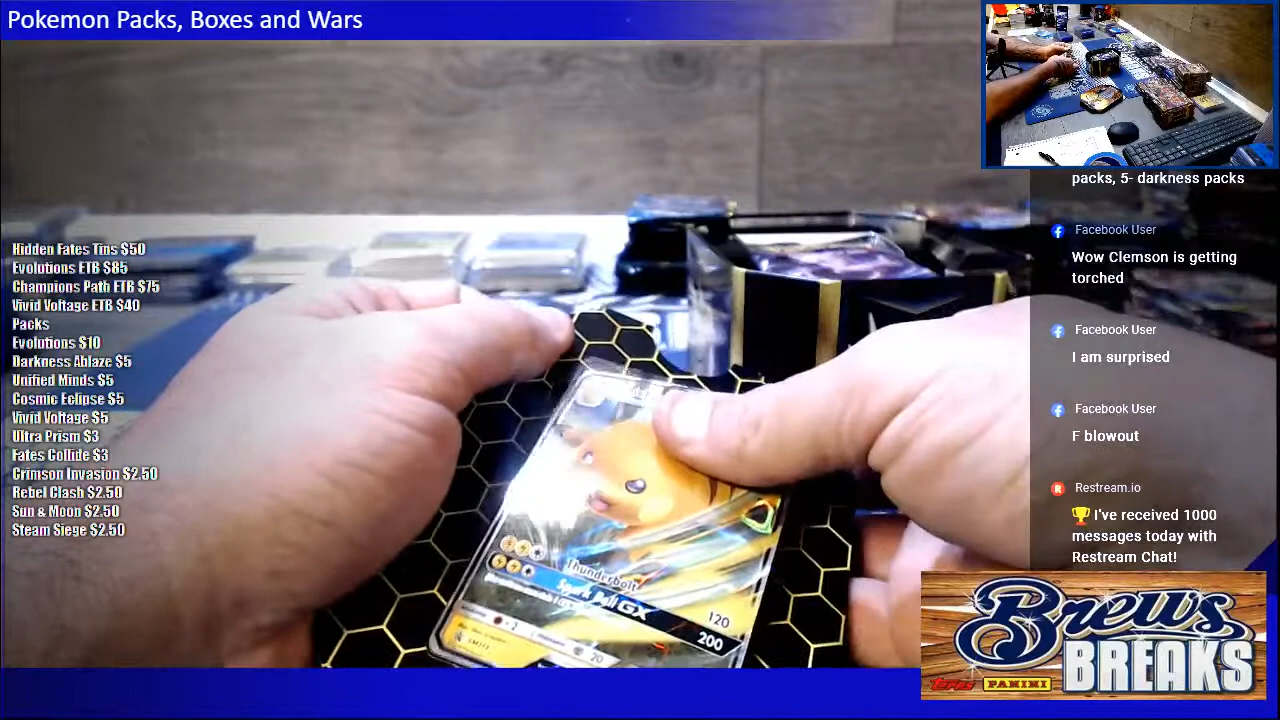 Pokemon Packs, Boxes and Wars
Hidden Fates Tins $50
Evolutions ETB $85
Champions Path ETB $75
Vivid Voltage ETB $40
Packs
Evolutions $10
Darkness Ablaze $5
Unified Minds $5
Cosmic Eclipse $5
Vivid Voltage $5
Ultra Prism $3
Fates Collide $3
Crimson Invasion $2.50
Rebel Clash $2.50
Sun & Moon $2.50
Steam Siege $2.50
Thunderbolt
120
GX
200
20
packs, 5- darkness packs
Facebook User
Wow Clemson is getting
torched
Facebook User
I am surprised
Facebook User
F blowout
Restream.io
🏆 I've received 1000
messages today with
Restream Chat!
Brews
BREAKS
Topps PANINI